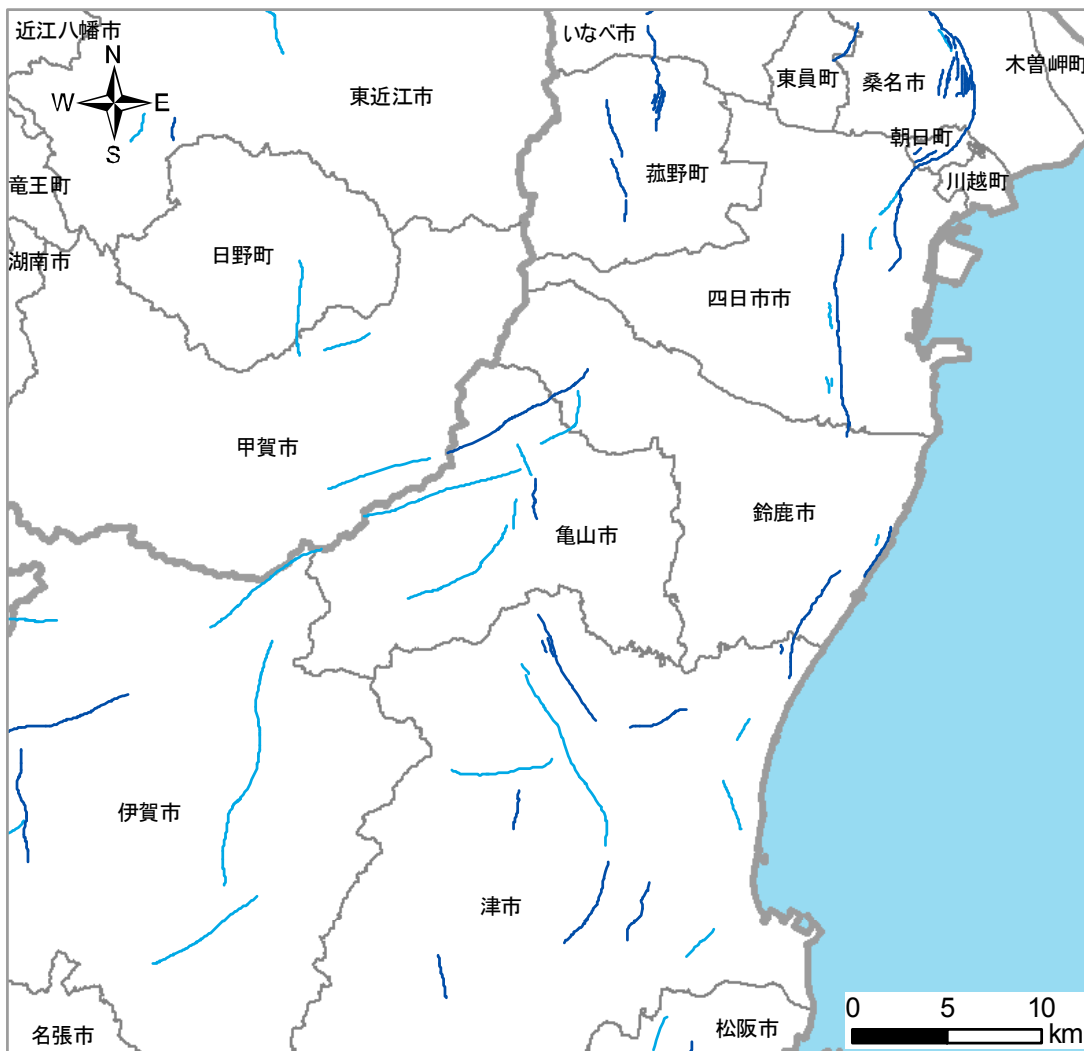 近江八幡市
いなべ市
木曽岬町
東員町
桑名市
東近江市
N
W
E
S
朝日町
菰野町
川越町
竜王町
日野町
湖南市
四日市市
甲賀市
鈴鹿市
亀山市
伊賀市
津市
名張市
松阪市
0 5 10
km